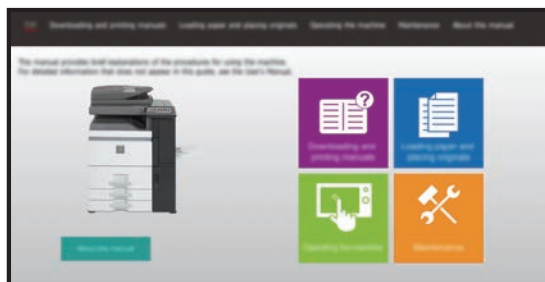 Downloading and printing manuals Loading paper and placing originals Operating the machine Maintenance About this manual
This manual provides brief explanations of the procedures for using the machine.
For detailed information that does not appear in this guide, see the User's Manual.
?
Downloading and
printing manuals
Loading paper and
placing originals
About this manual
Operating the machine
Maintenance